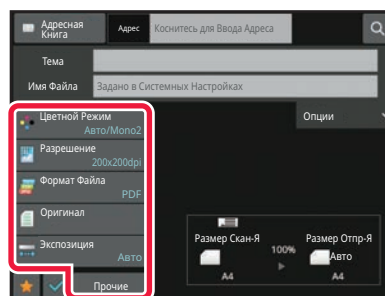 Адресная
Книга
Адрес
Коснитесь для Ввода Адреса
Тема
Имя Файла
Задано в Системных Настройках
Цветной Режим
Авто/Mono2
Опции
Разрешение
200x200dpi
Формат Файла
PDF
Оригинал
Экспозиция
Авто
Прочие
Размер Скан-Я
100%
Размер Отпр-Я
Авто
A4
A4